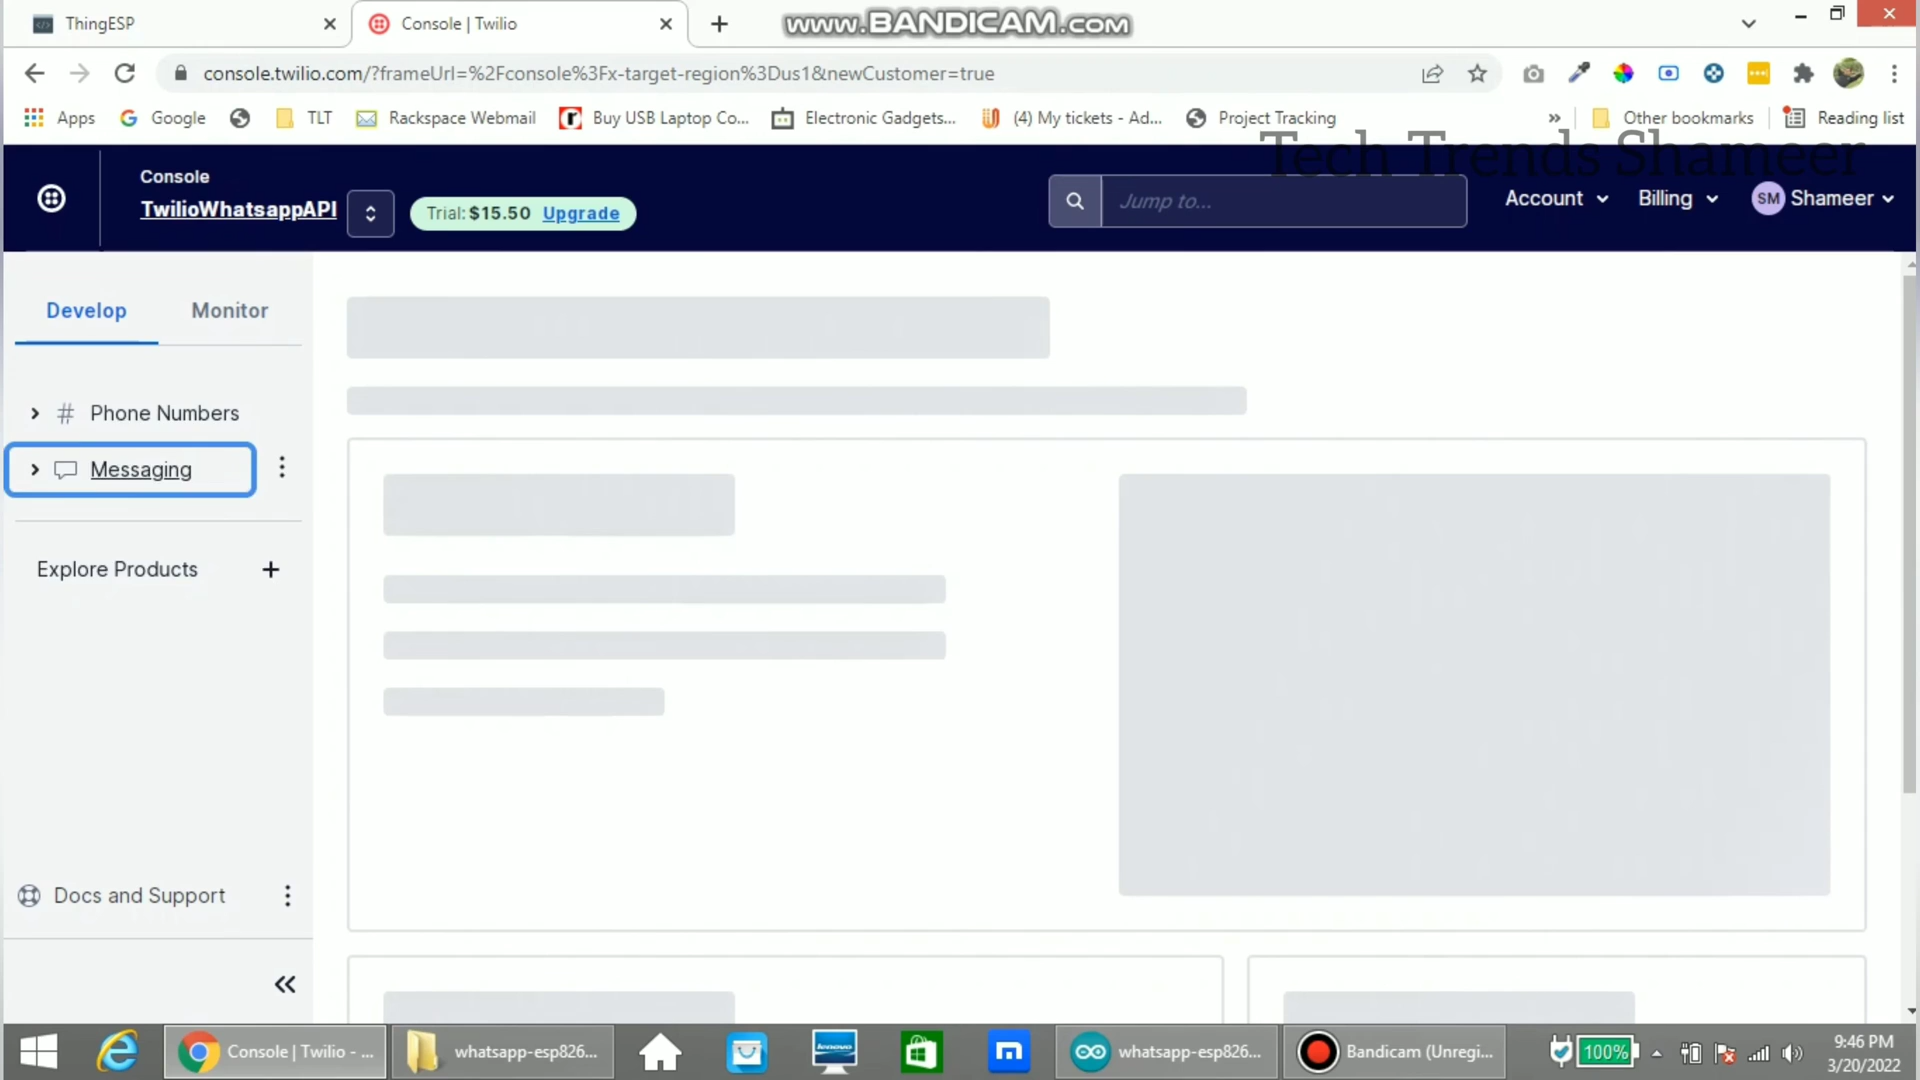 ThingESP
Console | Twilio
www.BANDICAM.com
console.twilio.com/?frameUrl=%2Fconsole%3Fx-target-region%3Dus1&newCustomer=true
Apps
Google
TLT
Rackspace Webmail
Buy USB Laptop Co...
Electronic Gadgets...
(4) My tickets - Ad...
Project Tracking
»
Other bookmarks
Reading list
Tech Trends Shameer
Console
TwilioWhatsappAPI
Trial: $15.50 Upgrade
Jump to...
Account
Billing
SM Shameer
Develop
Monitor
# Phone Numbers
Messaging
Explore Products +
Docs and Support
Console | Twilio - ...
whatsapp-esp826...
lenovo
whatsapp-esp826...
Bandicam (Unregi...
100%
9:46 PM
3/20/2022